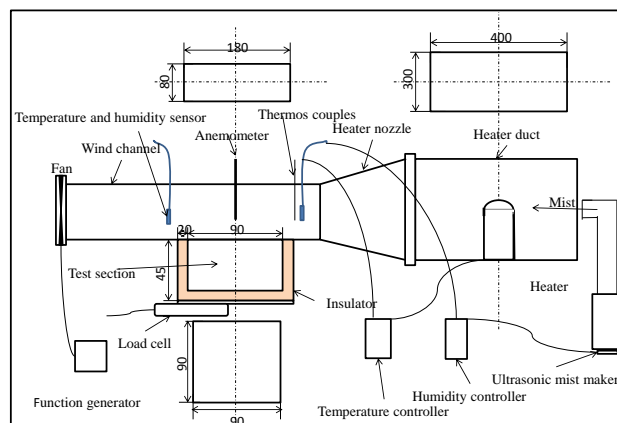 180
400
80
300
Temperature and humidity sensor
Thermos couples
Anemometer
Heater nozzle
Heater duct
Wind channel
Fan
Mist
20
90
Test section
45
Insulator
Heater
Load cell
90
Ultrasonic mist maker
Function generator
Humidity controller
Temperature controller
90